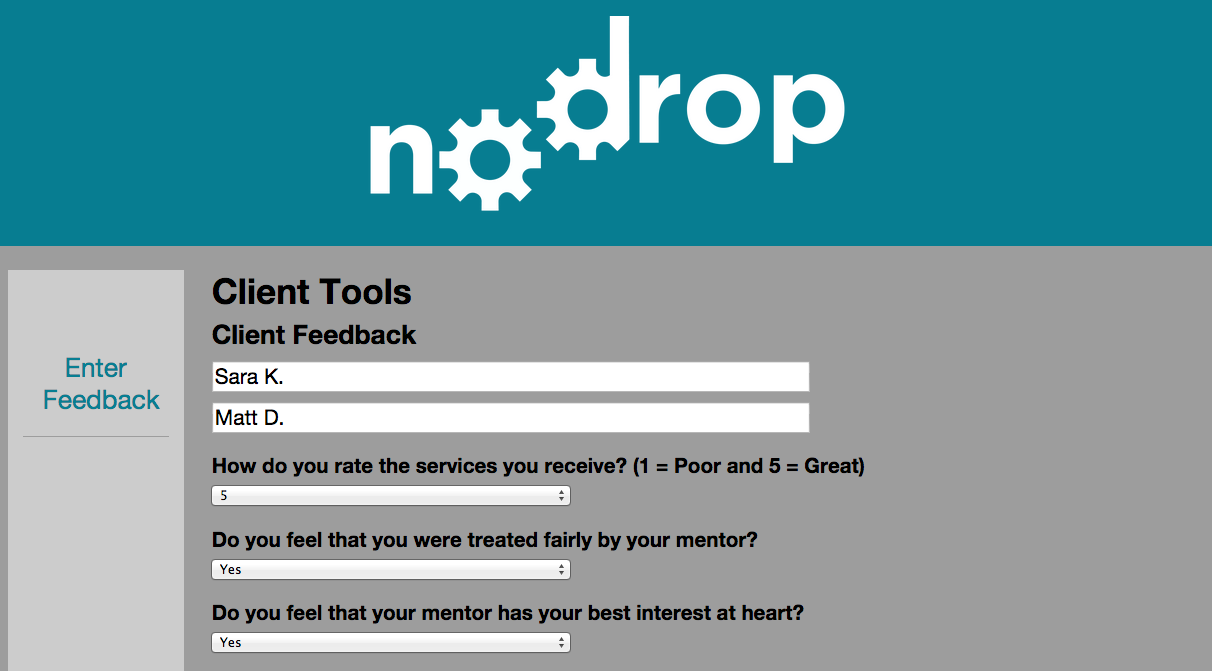 nodrop
Enter
Feedback
Client Tools
Client Feedback
Sara K.
Matt D.
How do you rate the services you receive? (1 = Poor and 5 = Great)
5
Do you feel that you were treated fairly by your mentor?
Yes
Do you feel that your mentor has your best interest at heart?
Yes